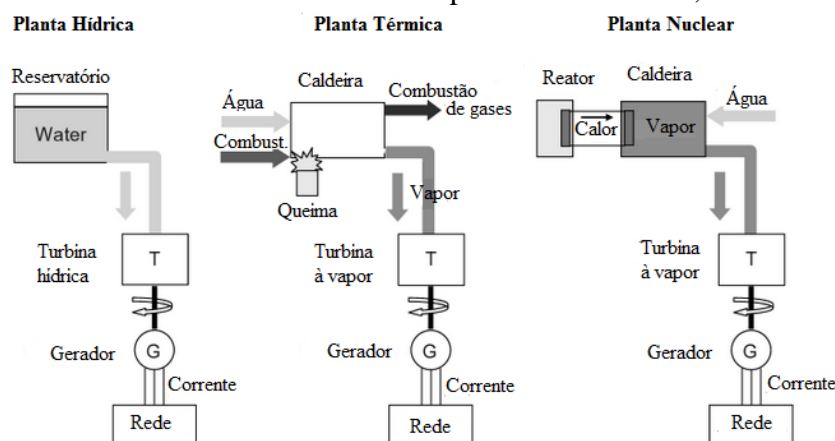 Planta Hídrica
Reservatório
Water
Turbina
hídrica
T
Gerador
G
Corrente
Rede
Planta Térmica
Caldeira
Água
Combustão
de gases
Combust.
Queima
Vapor
Turbina
à vapor
T
Gerador
G
Corrente
Rede
Planta Nuclear
Reator
Caldeira
Água
Calor
Vapor
Turbina
à vapor
T
Gerador
G
Corrente
Rede